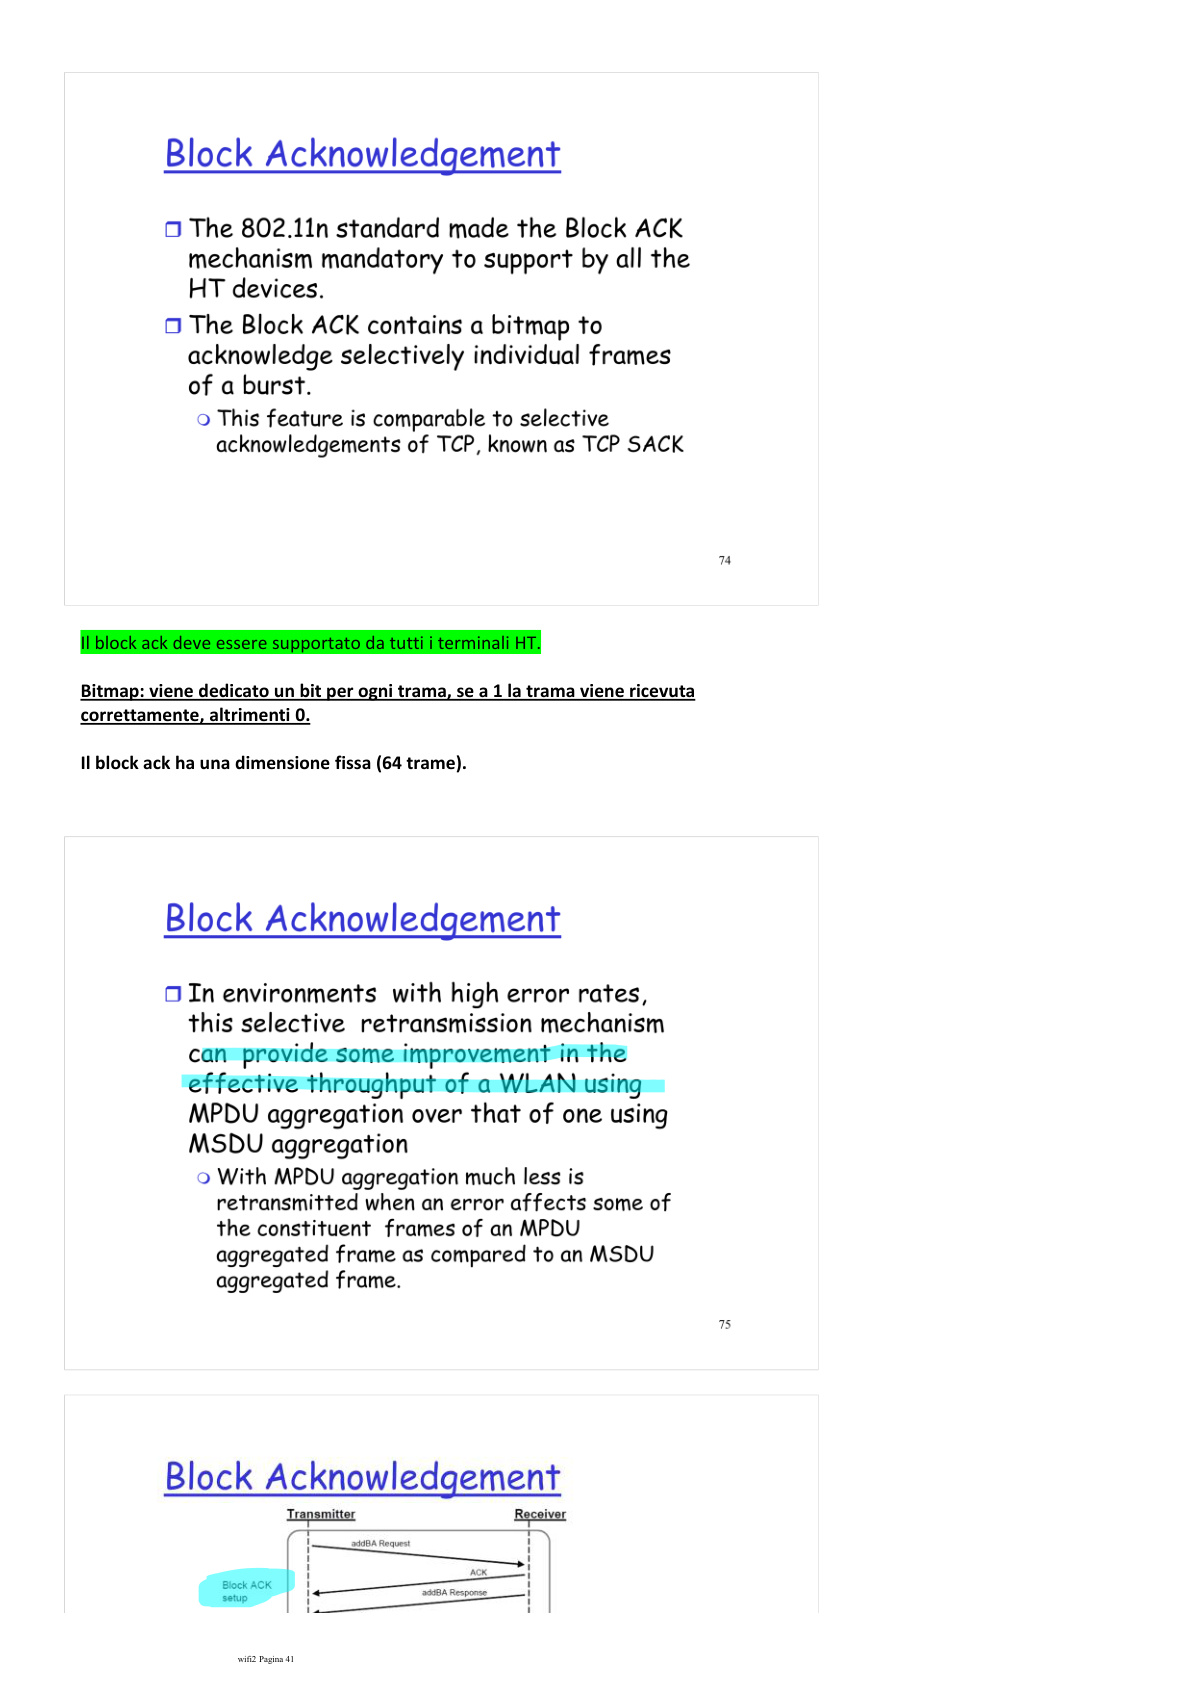 Block Acknowledgement
The 802.11n standard made the Block ACK
mechanism mandatory to support by all the
HT devices.
The Block ACK contains a bitmap to
acknowledge selectively individual frames
of a burst.
This feature is comparable to selective
acknowledgements of TCP, known as TCP SACK
74
Il block ack deve essere supportato da tutti i terminali HT.
Bitmap: viene dedicato un bit per ogni trama, se a 1 la trama viene ricevuta
correttamente, altrimenti 0.
Il block ack ha una dimensione fissa (64 trame).
Block Acknowledgement
In environments with high error rates,
this selective retransmission mechanism
can provide some improvement in the
effective throughput of a WLAN using
MPDU aggregation over that of one using
MSDU aggregation
With MPDU aggregation much less is
retransmitted when an error affects some of
the constituent frames of an MPDU
aggregated frame as compared to an MSDU
aggregated frame.
75
Block Acknowledgement
Transmitter
Receiver
addBA Request
ACK
Block ACK
setup
addBA Response
wifi2 Pagina 41